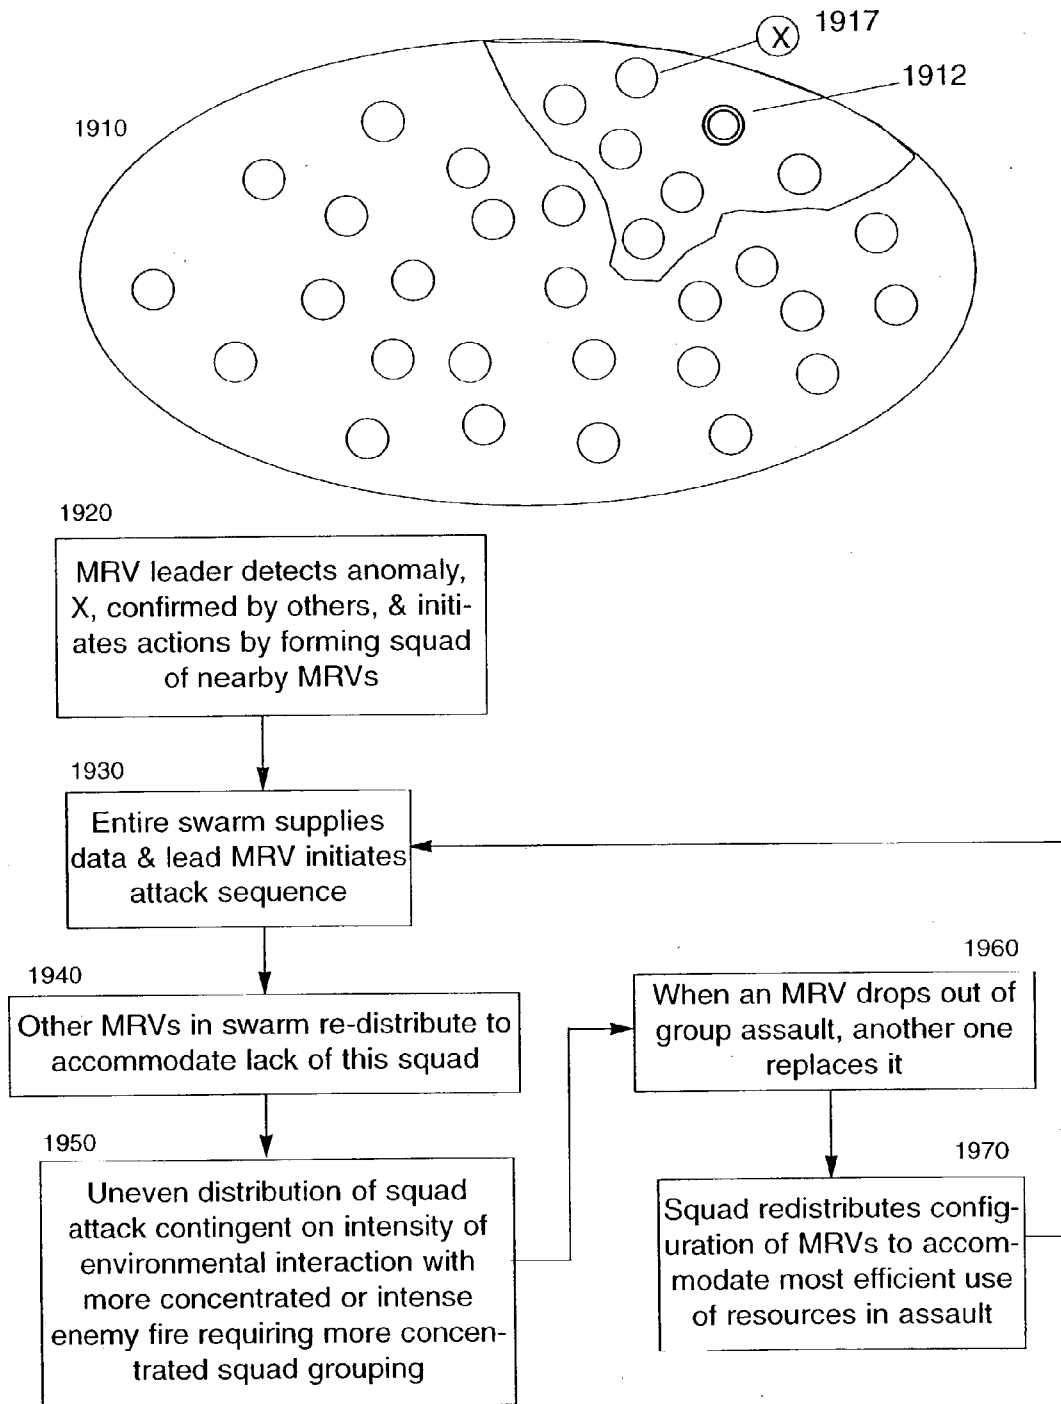 X 1917
1912
1910
1920
MRV leader detects anomaly,
X, confirmed by others, & initi-
ates actions by forming squad
of nearby MRVs
1930
Entire swarm supplies
data & lead MRV initiates
attack sequence
1940
Other MRVs in swarm re-distribute to
accommodate lack of this squad
1950
Uneven distribution of squad
attack contingent on intensity of
environmental interaction with
more concentrated or intense
enemy fire requiring more concen-
trated squad grouping
1960
When an MRV drops out of
group assault, another one
replaces it
1970
Squad redistributes config-
uration of MRVs to accom-
modate most efficient use
of resources in assault